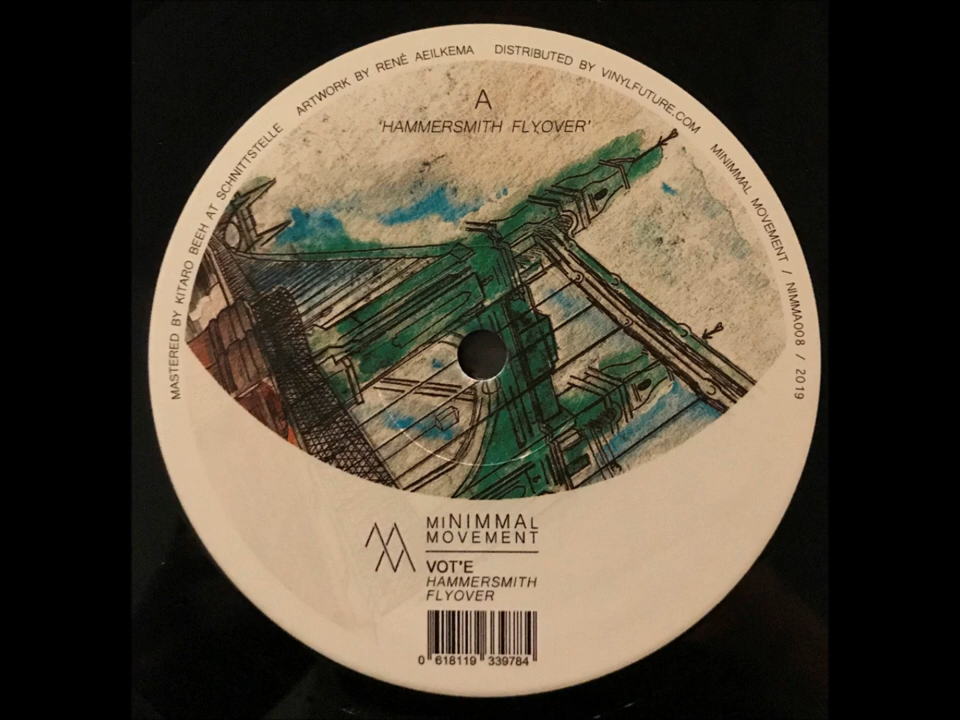 MASTERED BY KITARO BEEH AT SCHNITTSTELLE
ARTWORK BY RENÉ AEILKEMA
DISTRIBUTED BY VINYLFUTURE.COM
MINIMMAL MOVEMENT / NIMMA008 / 2019
A
'HAMMERSMITH FLYOVER'
MiNIMMAL
MOVEMENT
VOT'E
HAMMERSMITH
FLYOVER
0 618119 339784